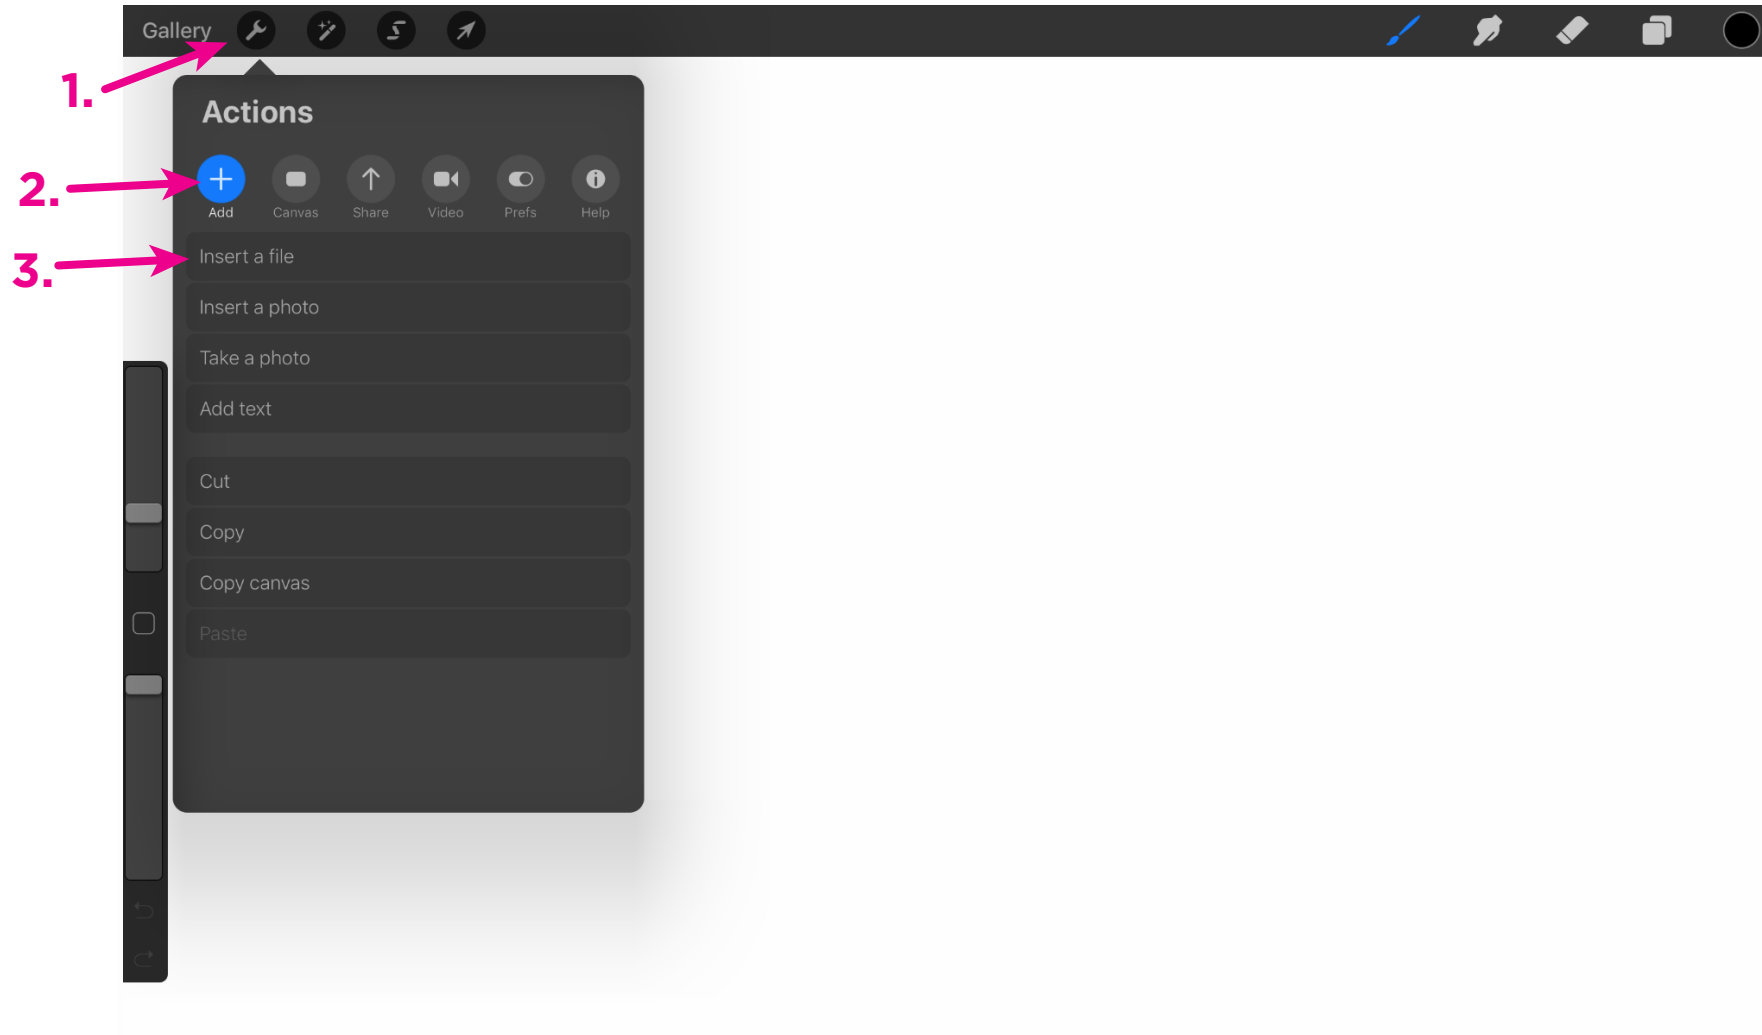 Gallery
1.
Actions
2.
Add Canvas Share Video Prefs Help
3.
Insert a file
Insert a photo
Take a photo
Add text
Cut
Copy
Copy canvas
Paste